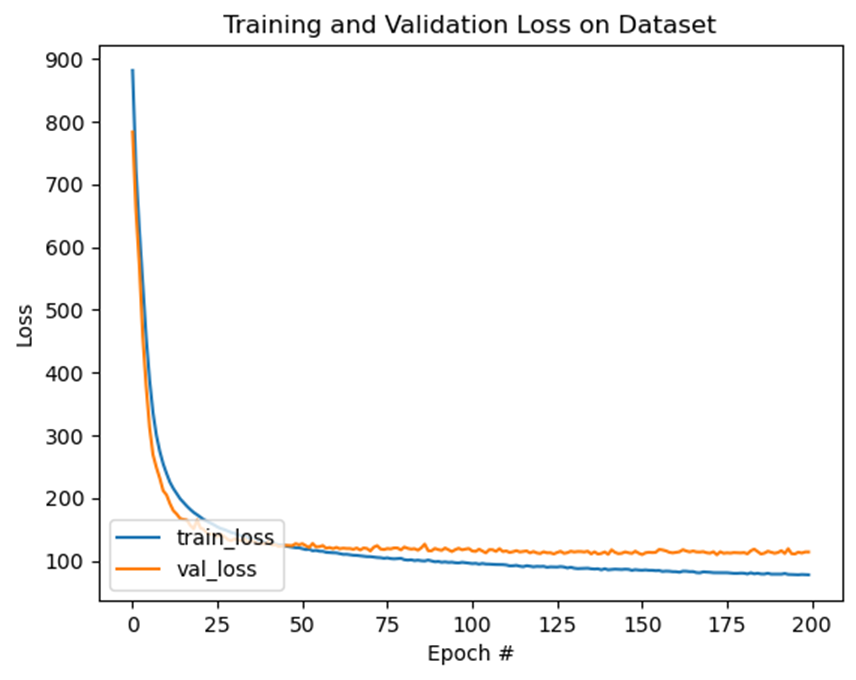 Training and Validation Loss on Dataset
900
800
700
600
500
400
300
200
100
Loss
train_loss
val_loss
0 25 50 75 100 125 150 175 200
Epoch #